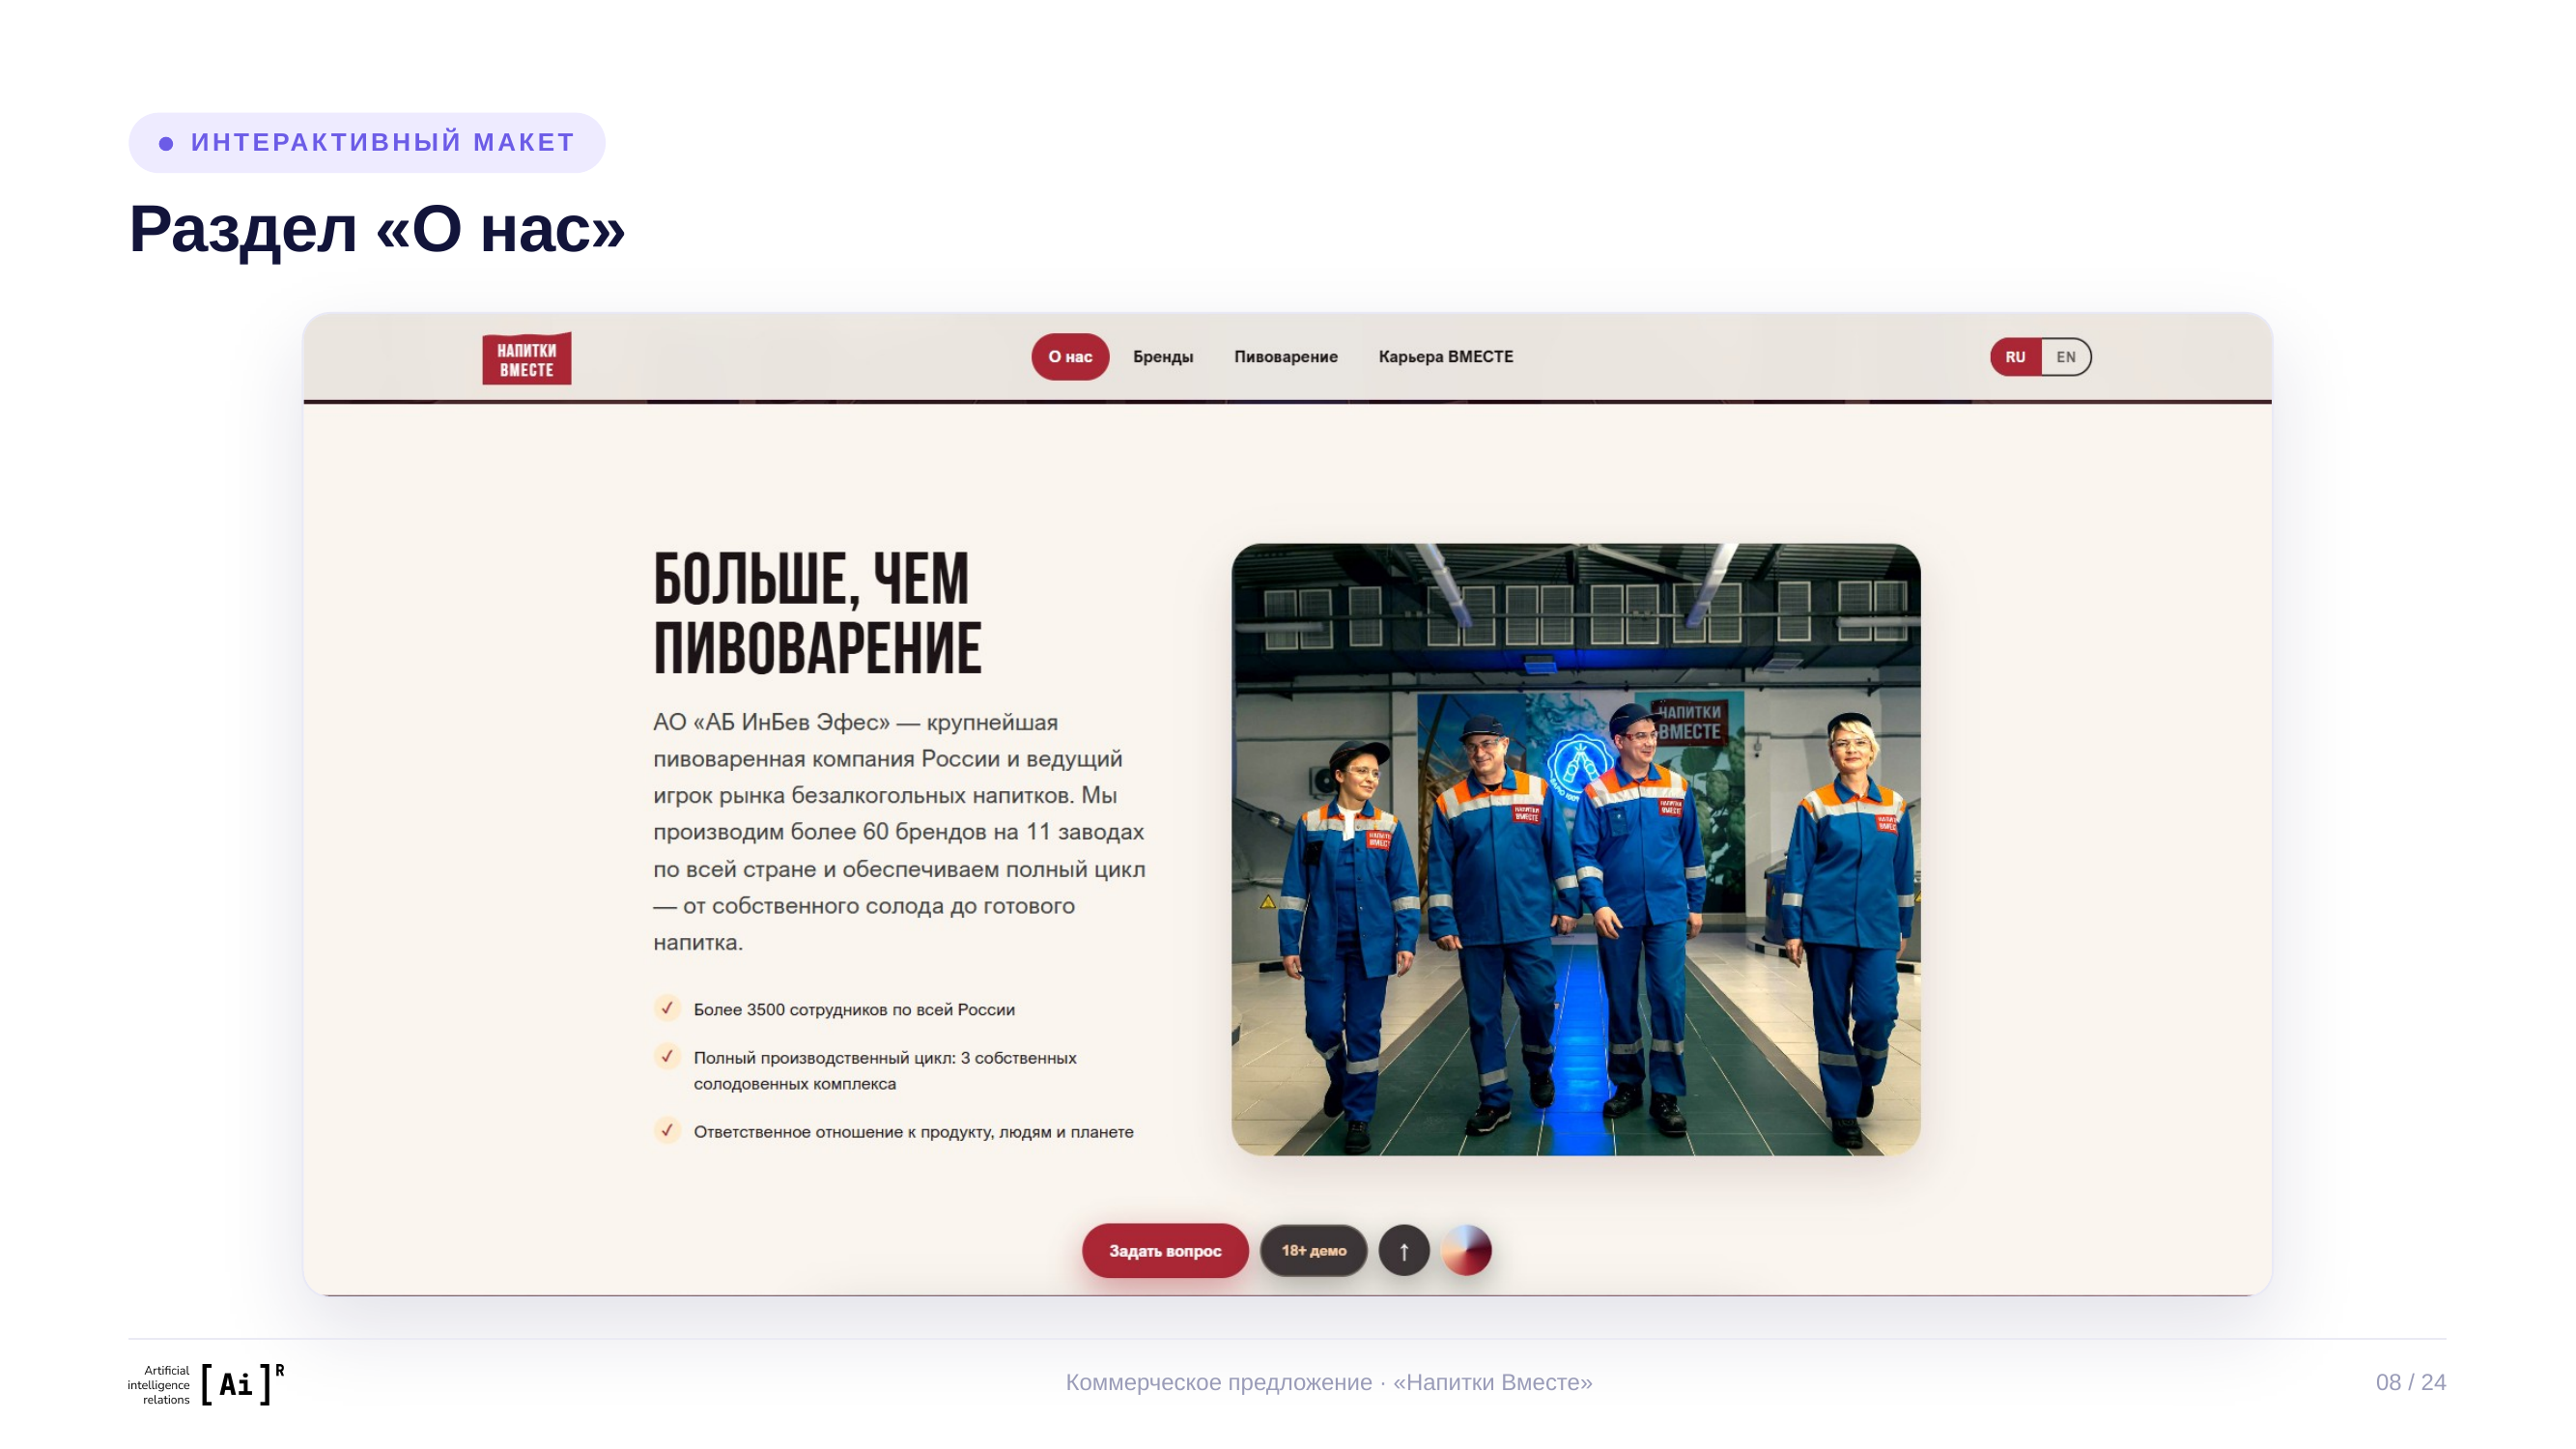 ИНТЕРАКТИВНЫЙ МАКЕТ
Раздел «О нас»
НАПИТКИ
ВМЕСТЕ
О нас
Бренды
Пивоварение
Карьера ВМЕСТЕ
RU
EN
БОЛЬШЕ, ЧЕМ
ПИВОВАРЕНИЕ
АО «АБ ИнБев Эфес» — крупнейшая
пивоваренная компания России и ведущий
игрок рынка безалкогольных напитков. Мы
производим более 60 брендов на 11 заводах
по всей стране и обеспечиваем полный цикл
— от собственного солода до готового
напитка.
Более 3500 сотрудников по всей России
Полный производственный цикл: 3 собственных
солодовенных комплекса
Ответственное отношение к продукту, людям и планете
НАПИТКИ
ВМЕСТЕ
НАПИТКИ
ВМЕСТЕ
НАПИТКИ
ВМЕСТЕ
Задать вопрос
18+ демо
↑
Artificial
intelligence
relations
[Ai]R
Коммерческое предложение · «Напитки Вместе»
08 / 24